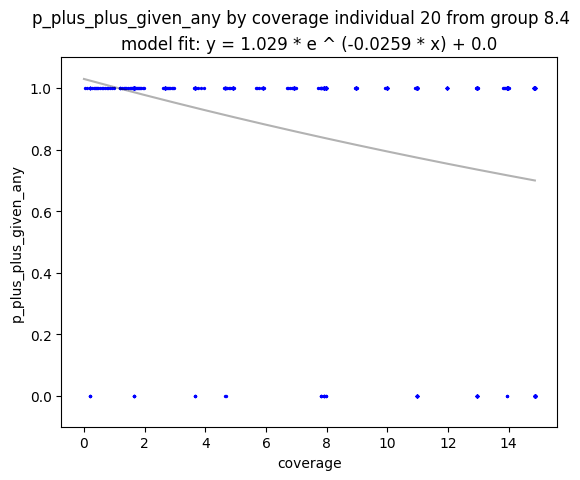 p_plus_plus_given_any by coverage individual 20 from group 8.4
model fit: y = 1.029 * e ^ (-0.0259 * x) + 0.0
1.0
0.8
0.6
0.4
0.2
0.0
p_plus_plus_given_any
0 2 4 6 8 10 12 14
coverage